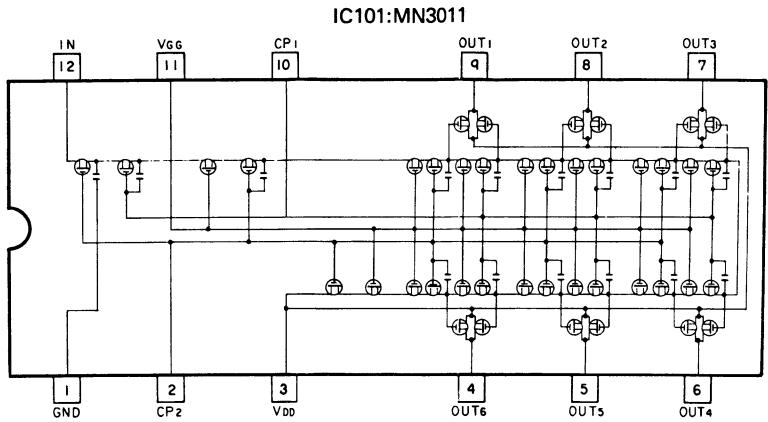 IC101:MN3011
IN VGG CP1 OUT1 OUT2 OUT3
12 11 10 9 8 7
1 2 3 4 5 6
GND CP2 VDD OUT6 OUT5 OUT4